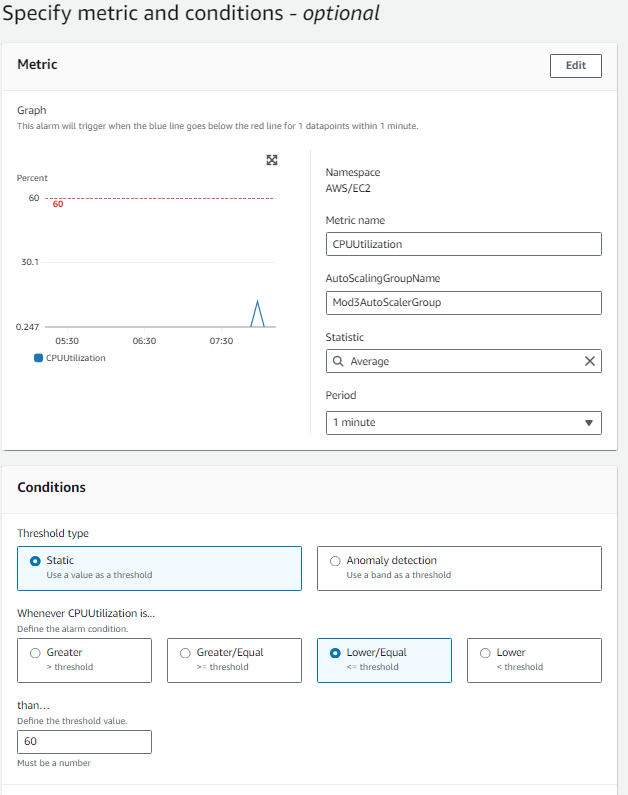 Specify metric and conditions - optional
Metric
Edit
Graph
This alarm will trigger when the blue line goes below the red line for 1 datapoints within 1 minute.
Percent
60
60
30.1
0.247
05:30
06:30
07:30
CPUUtilization
Namespace
AWS/EC2
Metric name
CPUUtilization
AutoScalingGroupName
Mod3AutoScalerGroup
Statistic
Average
Period
1 minute
Conditions
Threshold type
Static
Use a value as a threshold
Anomaly detection
Use a band as a threshold
Whenever CPUUtilization is...
Define the alarm condition.
Greater
> threshold
Greater/Equal
>= threshold
Lower/Equal
<= threshold
Lower
< threshold
than...
Define the threshold value.
60
Must be a number